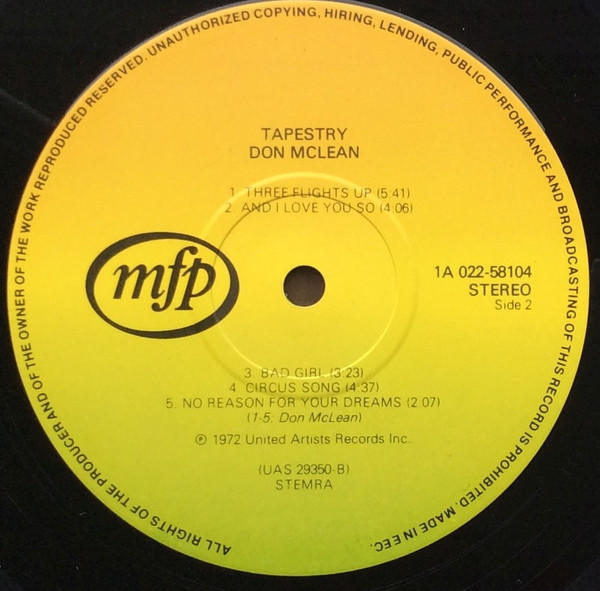 ALL RIGHTS OF THE PRODUCER AND OF THE OWNER OF THE WORK REPRODUCED RESERVED. UNAUTHORIZED COPYING, HIRING, LENDING, PUBLIC PERFORMANCE AND BROADCASTING OF THIS RECORD IS PROHIBITED. MADE IN EEC.
TAPESTRY
DON MCLEAN
1. THREE FLIGHTS UP (5:41)
2. AND I LOVE YOU SO (4:06)
mfp
1A 022-58104
STEREO
Side 2
3. BAD GIRL (3:23)
4. CIRCUS SONG (4:37)
5. NO REASON FOR YOUR DREAMS (2:07)
(1-5: Don McLean)
℗ 1972 United Artists Records Inc.
(UAS 29350-B)
STEMRA